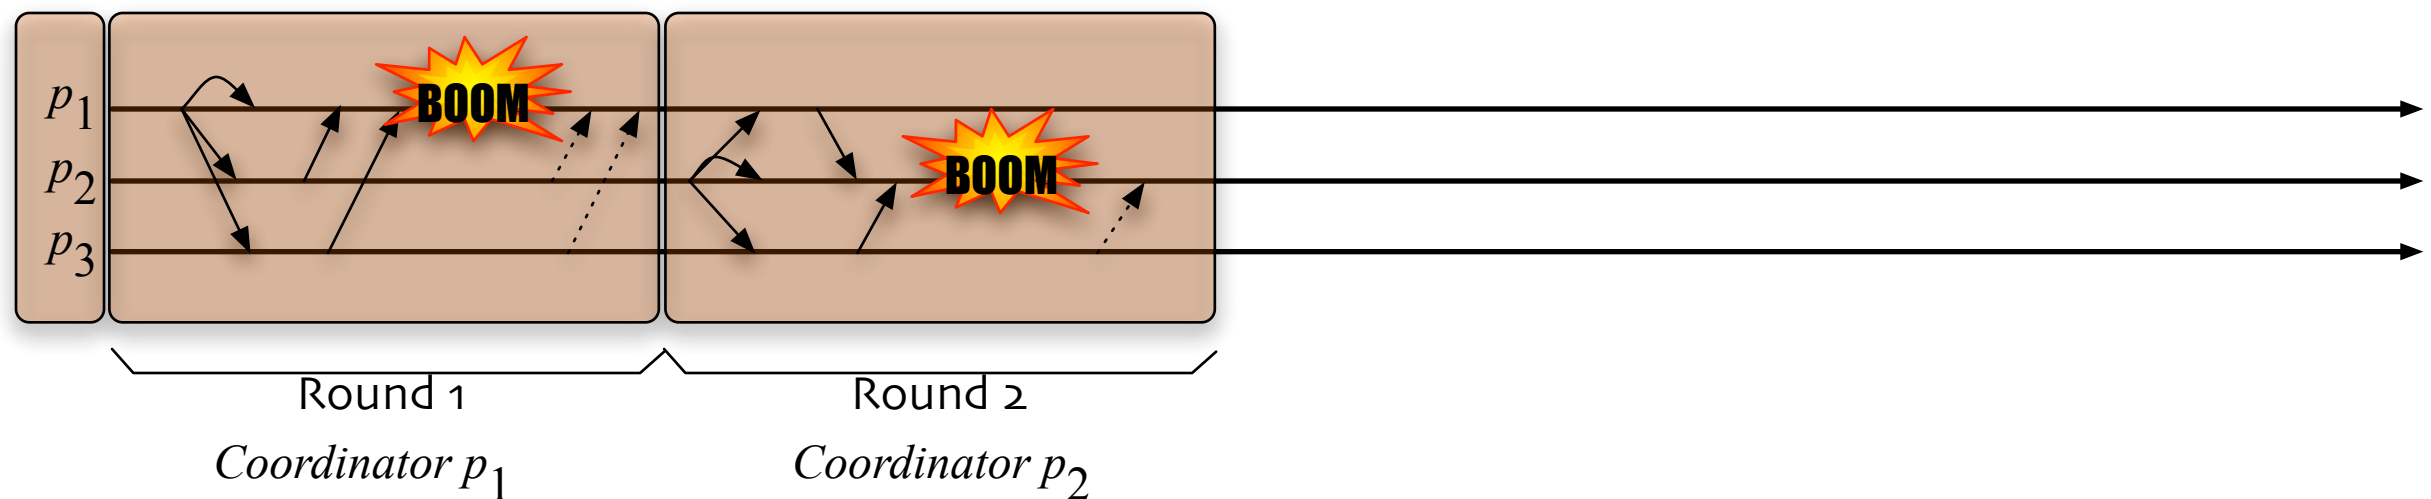 p1
BOOM
p2
BOOM
p3
Round 1
Round 2
Coordinator p1
Coordinator p2